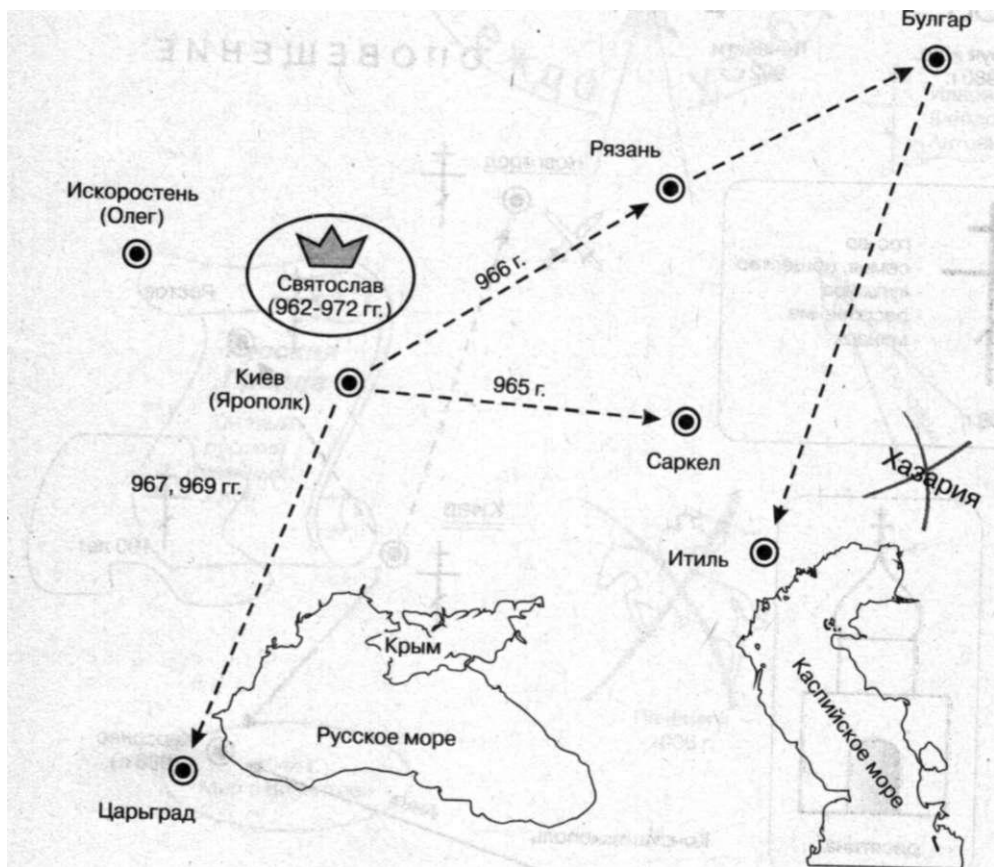 Булгар
Рязань
Искоростень
(Олег)
Святослав
(962-972 гг.)
966 г.
Киев
(Ярополк)
965 г.
Саркел
Хазария
967, 969 гг.
Итиль
Крым
Русское море
Каспийское море
Царьград